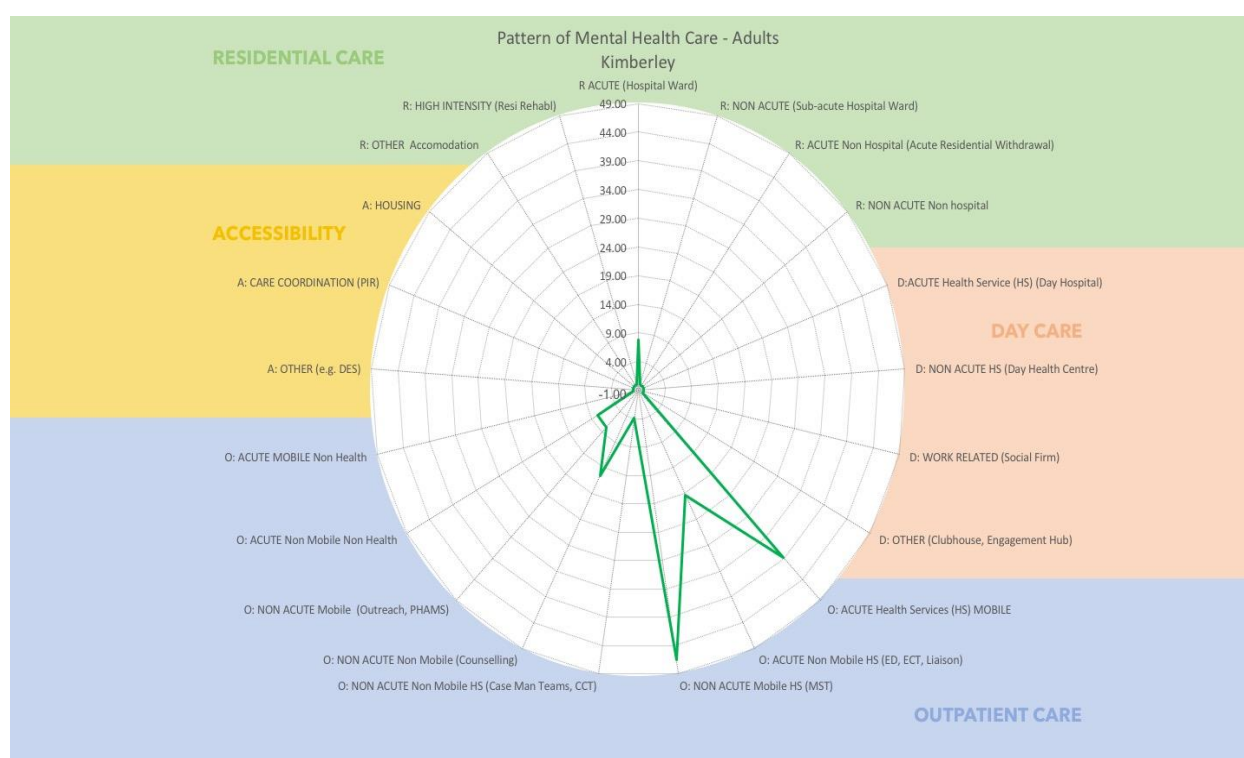 Pattern of Mental Health Care - Adults
Kimberley
RESIDENTIAL CARE
R ACUTE (Hospital Ward)
R: HIGH INTENSITY (Resi Rehabl)
49.00
R: NON ACUTE (Sub-acute Hospital Ward)
44.00
R: OTHER Accomodation
R: ACUTE Non Hospital (Acute Residential Withdrawal)
39.00
34.00
A: HOUSING
R: NON ACUTE Non hospital
29.00
ACCESSIBILITY
24.00
19.00
A: CARE COORDINATION (PIR)
D:ACUTE Health Service (HS) (Day Hospital)
14.00
9.00
DAY CARE
4.00
A: OTHER (e.g. DES)
D: NON ACUTE HS (Day Health Centre)
-1.00
O: ACUTE MOBILE Non Health
D: WORK RELATED (Social Firm)
O: ACUTE Non Mobile Non Health
D: OTHER (Clubhouse, Engagement Hub)
O: NON ACUTE Mobile (Outreach, PHAMS)
O: ACUTE Health Services (HS) MOBILE
O: NON ACUTE Non Mobile (Counselling)
O: ACUTE Non Mobile HS (ED, ECT, Liaison)
O: NON ACUTE Non Mobile HS (Case Man Teams, CCT)
O: NON ACUTE Mobile HS (MST)
OUTPATIENT CARE